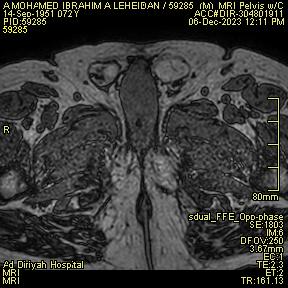 A MOHAMED IBRAHIM A LEHEIDAN / 59285 (M) MRI Pelvis w/C
14-Sep-1951 072Y ACC#DIR-304801911
PID:59285 06-Dec-2023 12:11 PM
59285
R
80mm
sdual_FFE_Opp-phase
SE:1803
IM:6
DFOV:250
3.67mm
Ad Diriyah Hospital EC:1
MRI TE:2.3
MRI ET:2
TR:161.13